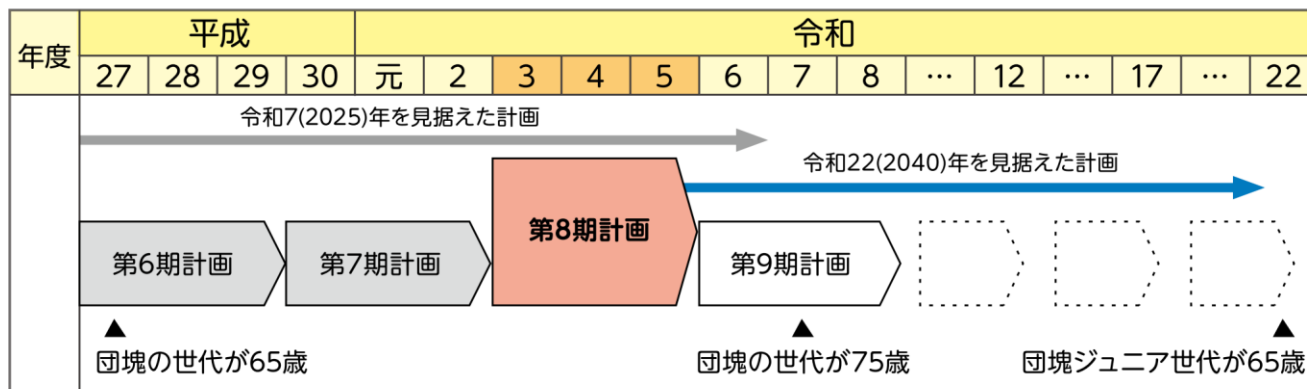 年度 平成 令和
27 28 29 30 元 2 3 4 5 6 7 8 … 12 … 17 … 22
令和7(2025)年を見据えた計画
令和22(2040)年を見据えた計画
第6期計画 第7期計画 第8期計画 第9期計画
▲ ▲ ▲
団塊の世代が65歳 団塊の世代が75歳 団塊ジュニア世代が65歳